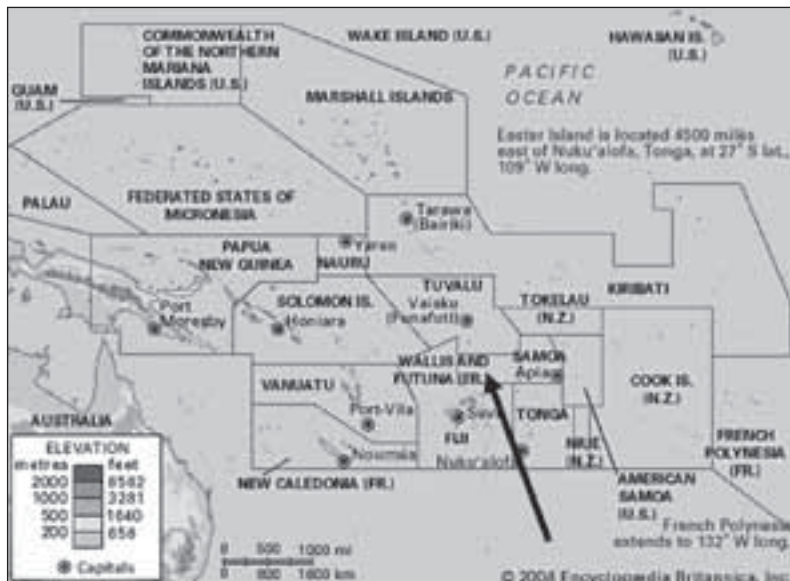 COMMONWEALTH
OF THE NORTHERN
MARIANA
ISLANDS (U.S.)
WAKE ISLAND (U.S.)
HAWAIIAN IS.
(U.S.)
GUAM
(U.S.)
MARSHALL ISLANDS
PACIFIC
OCEAN
Easter Island is located 4500 miles
east of Nuku'alofa, Tonga, at 27° S lat.,
109° W long.
PALAU
FEDERATED STATES OF
MICRONESIA
Tarawa
(Bairiki)
PAPUA
NEW GUINEA
Yaren
NAURU
TUVALU
KIRIBATI
Port
Moresby
SOLOMON IS.
Honiara
Vaiaku
(Funafuti)
TOKELAU
(N.Z.)
WALLIS AND
FUTUNA (FR.)
SAMOA
Apia
COOK IS.
(N.Z.)
VANUATU
Port-Vila
Suva
FIJI
TONGA
NIUE
(N.Z.)
FRENCH
POLYNESIA
(FR.)
AUSTRALIA
Nouméa
Nuku'alofa
NEW CALEDONIA (FR.)
AMERICAN
SAMOA
(U.S.)
ELEVATION
metres feet
2000 6562
1000 3281
500 1640
200 656
Capitals
0 500 1000 mi
0 800 1600 km
French Polynesia
extends to 132° W long.
© 2004 Encyclopædia Britannica, Inc.